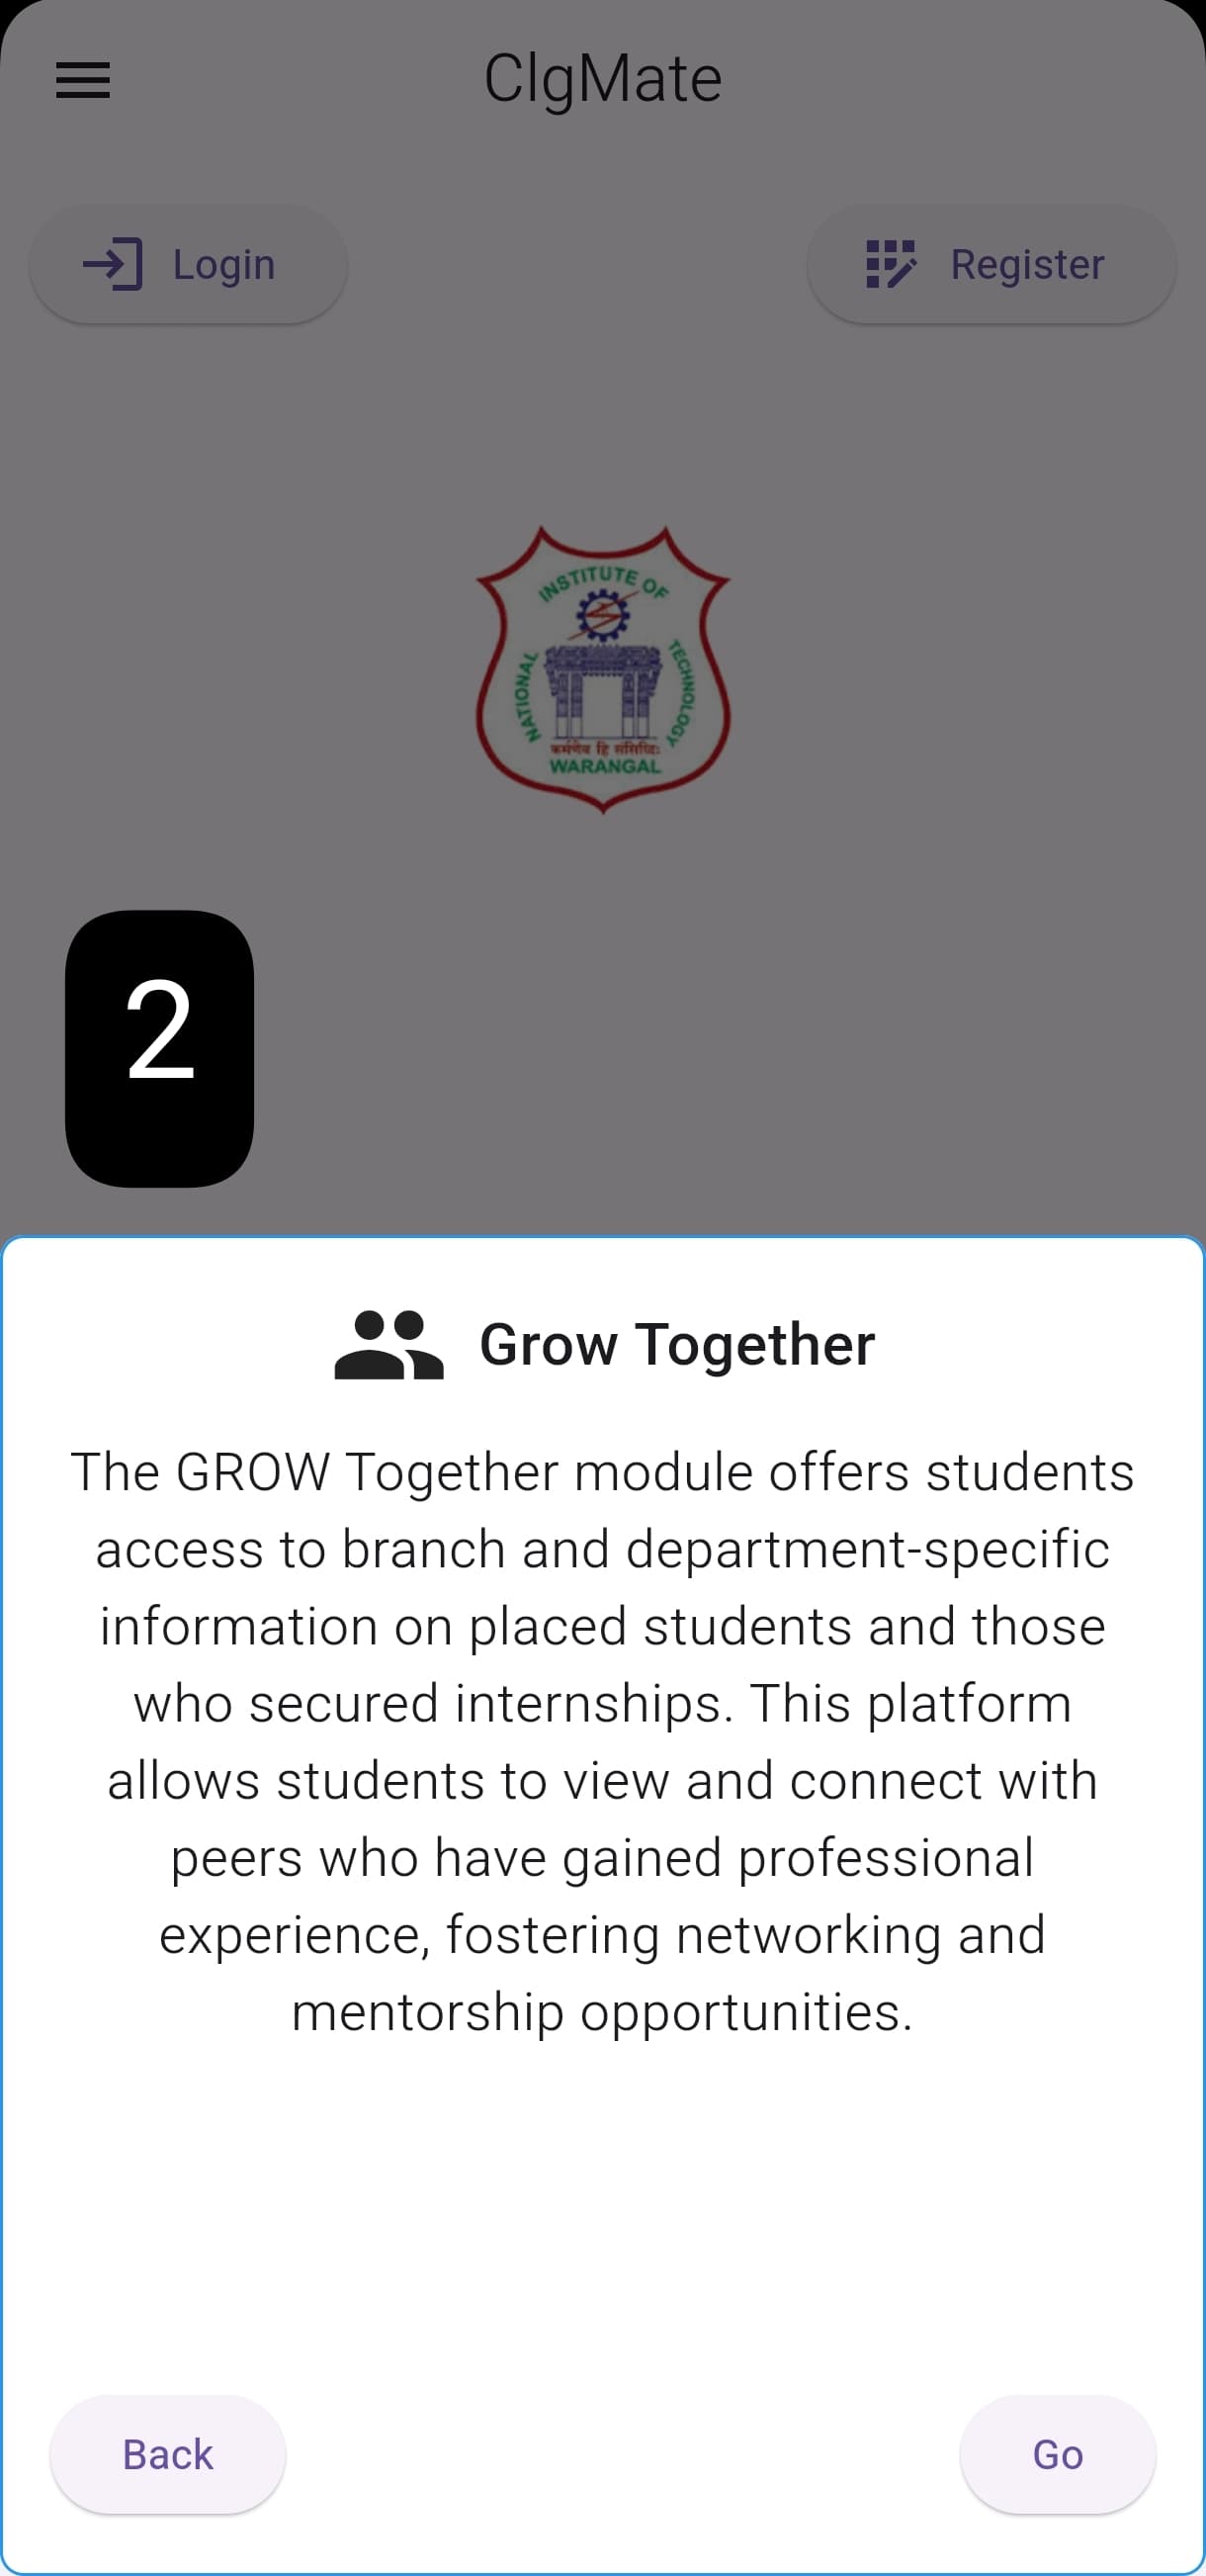 ClgMate
Login
Register
INSTITUTE OF
NATIONAL
TECHNOLOGY
कर्मणैव हि संसिद्धिः
WARANGAL
2
Grow Together
The GROW Together module offers students
access to branch and department-specific
information on placed students and those
who secured internships. This platform
allows students to view and connect with
peers who have gained professional
experience, fostering networking and
mentorship opportunities.
Back
Go